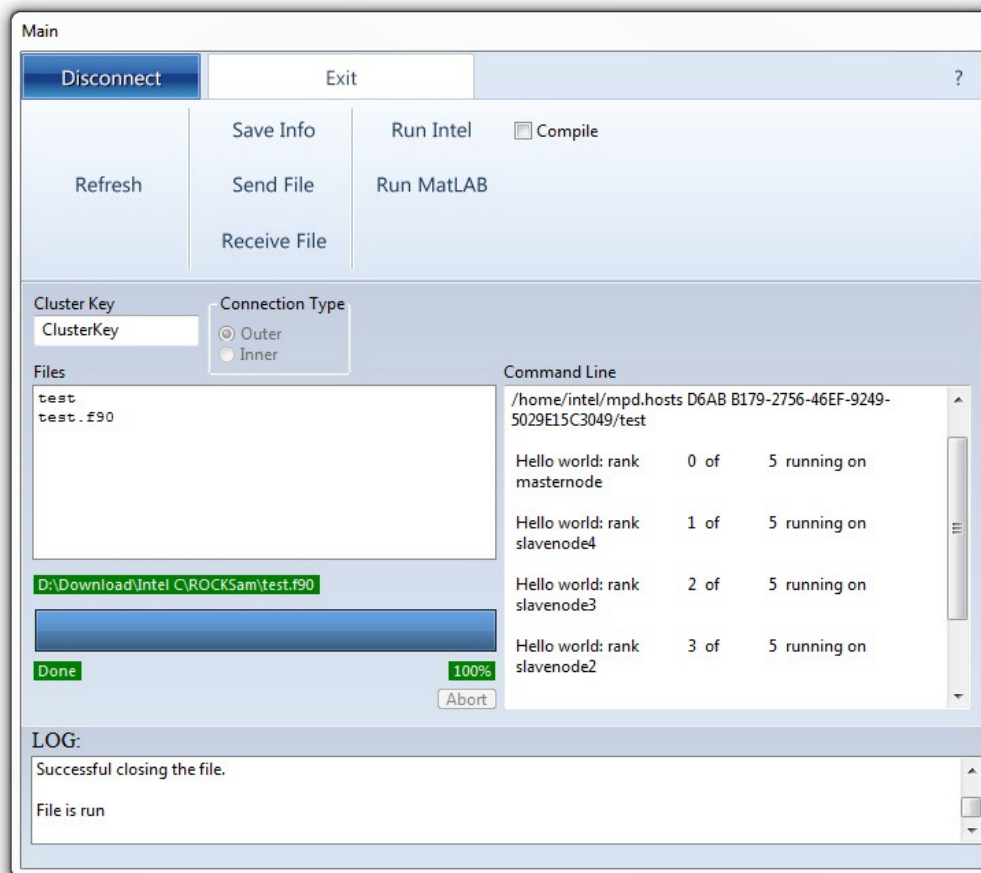 Main
Disconnect
Exit
?
Refresh
Save Info
Send File
Receive File
Run Intel
Run MatLAB
Compile
Cluster Key
ClusterKey
Connection Type
Outer
Inner
Files
test
test.f90
D:\Download\Intel C\ROCKSam\test.f90
Done
100%
Abort
Command Line
/home/intel/mpd.hosts D6AB B179-2756-46EF-9249-
5029E15C3049/test
Hello world: rank 0 of 5 running on
masternode
Hello world: rank 1 of 5 running on
slavenode4
Hello world: rank 2 of 5 running on
slavenode3
Hello world: rank 3 of 5 running on
slavenode2
LOG:
Successful closing the file.
File is run